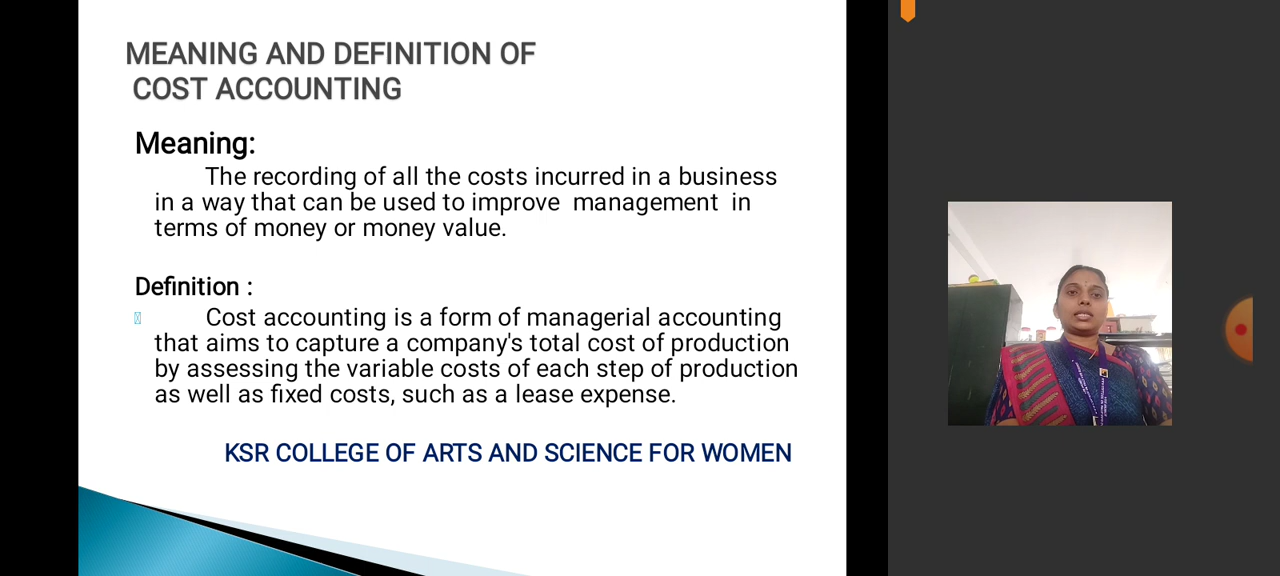 MEANING AND DEFINITION OF
COST ACCOUNTING
Meaning:
The recording of all the costs incurred in a business
in a way that can be used to improve management in
terms of money or money value.
Definition :
Cost accounting is a form of managerial accounting
that aims to capture a company's total cost of production
by assessing the variable costs of each step of production
as well as fixed costs, such as a lease expense.
KSR COLLEGE OF ARTS AND SCIENCE FOR WOMEN